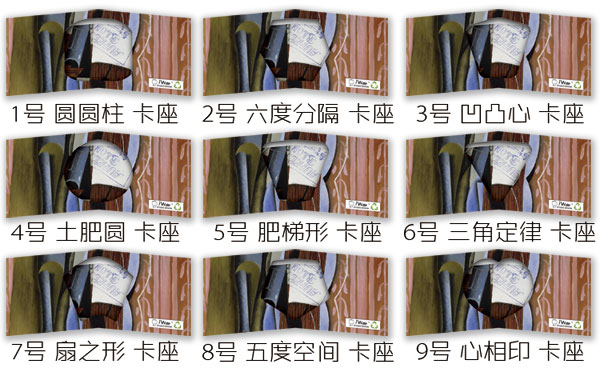 1号 圆圆柱 卡座
2号 六度分隔 卡座
3号 凹凸心 卡座
4号 土肥圆 卡座
5号 肥梯形 卡座
6号 三角定律 卡座
7号 扇之形 卡座
8号 五度空间 卡座
9号 心相印 卡座